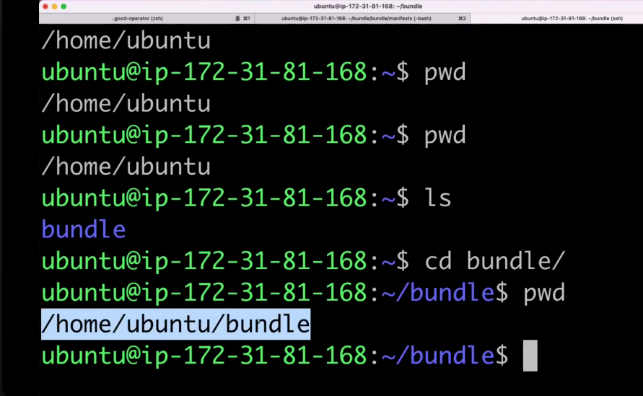 ubuntu@ip-172-31-81-168: ~/bundle
..good-operater (zsh) ⌘1 ubuntu@ip-172-31-81-168: ~/bundle/bundle/manifests (-bash) ⌘2 ubuntu@ip-172-31-81-168: ~/bundle (ssh)
/home/ubuntu
ubuntu@ip-172-31-81-168:~$ pwd
/home/ubuntu
ubuntu@ip-172-31-81-168:~$ pwd
/home/ubuntu
ubuntu@ip-172-31-81-168:~$ ls
bundle
ubuntu@ip-172-31-81-168:~$ cd bundle/
ubuntu@ip-172-31-81-168:~/bundle$ pwd
/home/ubuntu/bundle
ubuntu@ip-172-31-81-168:~/bundle$